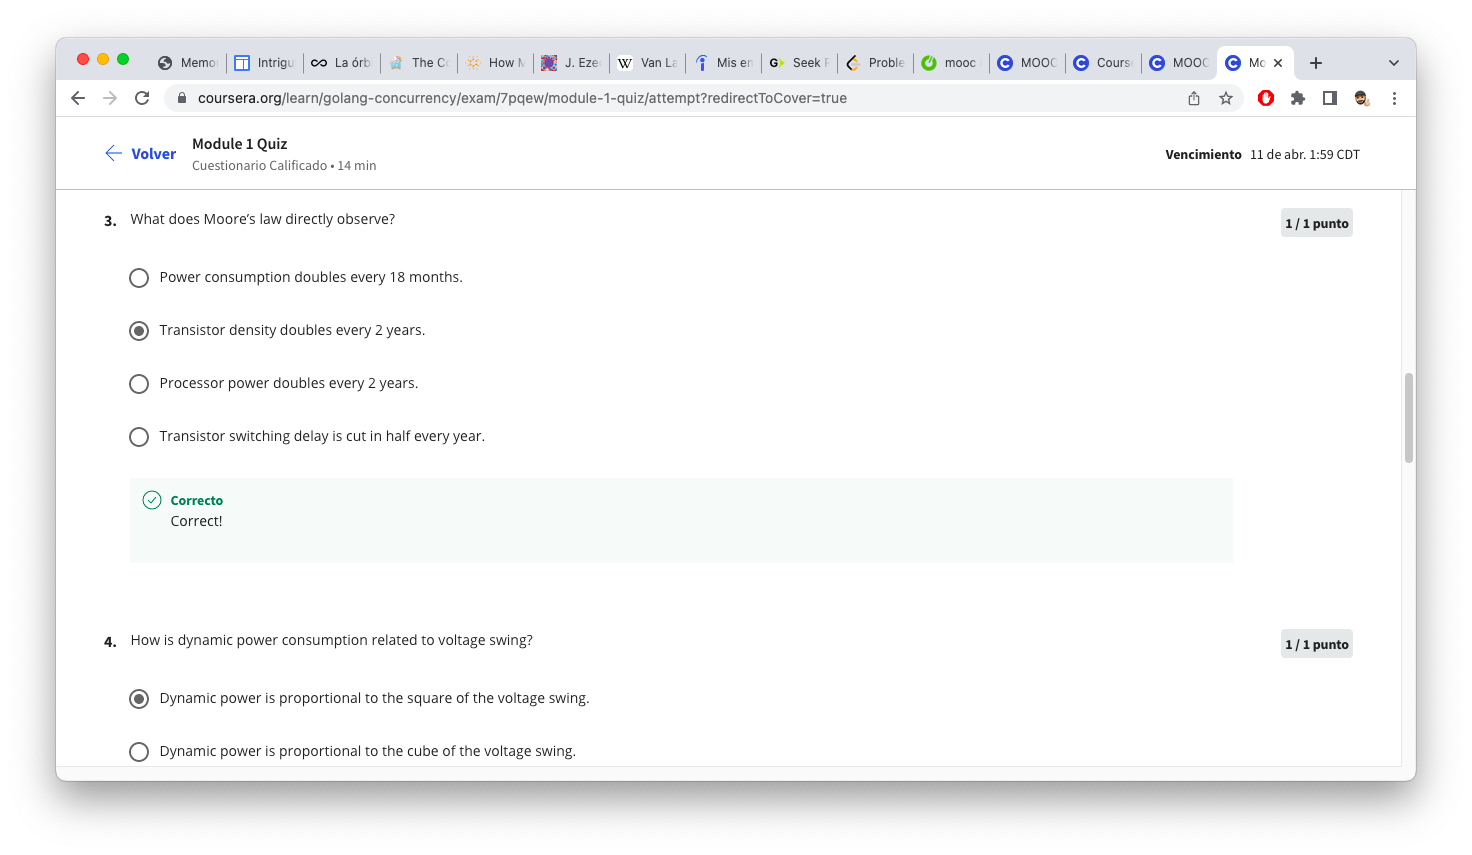 Memo
Intrigu
La órb
The Co
How M
J. Eze
Van La
Mis en
Seek
Proble
mooc
MOOC
Cours
MOOC
Mo
coursera.org/learn/golang-concurrency/exam/7pqew/module-1-quiz/attempt?redirectToCover=true
Volver
Module 1 Quiz
Cuestionario Calificado • 14 min
Vencimiento 11 de abr. 1:59 CDT
3. What does Moore’s law directly observe?
1 / 1 punto
Power consumption doubles every 18 months.
Transistor density doubles every 2 years.
Processor power doubles every 2 years.
Transistor switching delay is cut in half every year.
Correcto
Correct!
4. How is dynamic power consumption related to voltage swing?
1 / 1 punto
Dynamic power is proportional to the square of the voltage swing.
Dynamic power is proportional to the cube of the voltage swing.